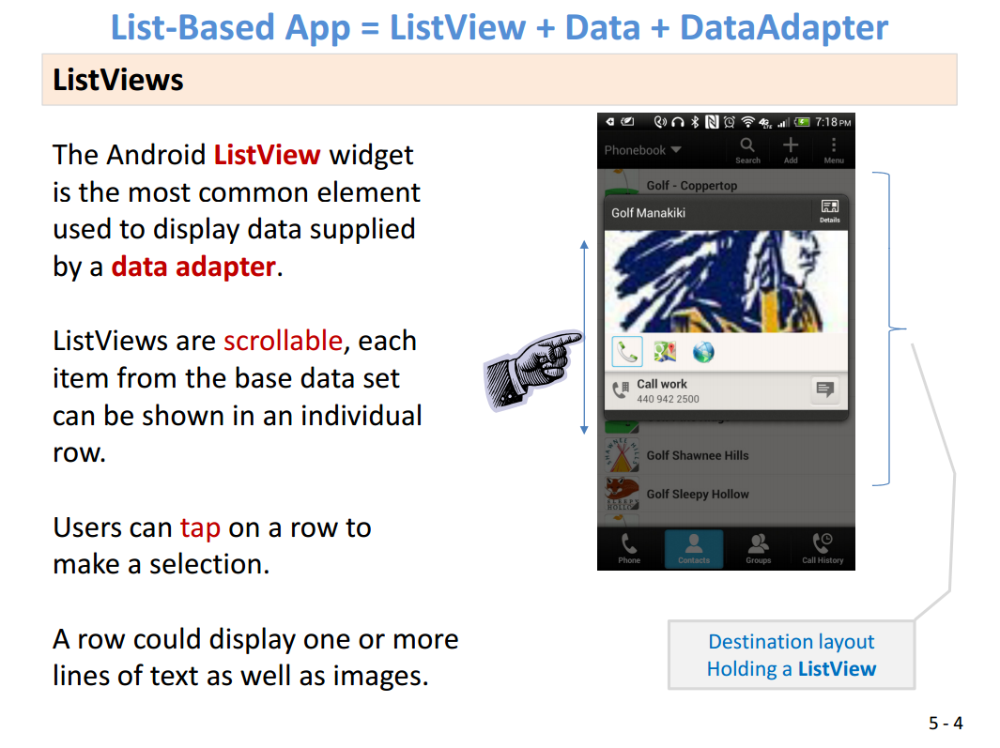 List-Based App = ListView + Data + DataAdapter
ListViews
The Android ListView widget
is the most common element
used to display data supplied
by a data adapter.
ListViews are scrollable, each
item from the base data set
can be shown in an individual
row.
Users can tap on a row to
make a selection.
A row could display one or more
lines of text as well as images.
7:18 PM
Phonebook
Search
Add
Menu
Golf - Coppertop
Golf Manakiki
Details
Call work
440 942 2500
Golf Shawnee Hills
Golf Sleepy Hollow
Phone
Contacts
Groups
Call History
Destination layout
Holding a ListView
5 - 4